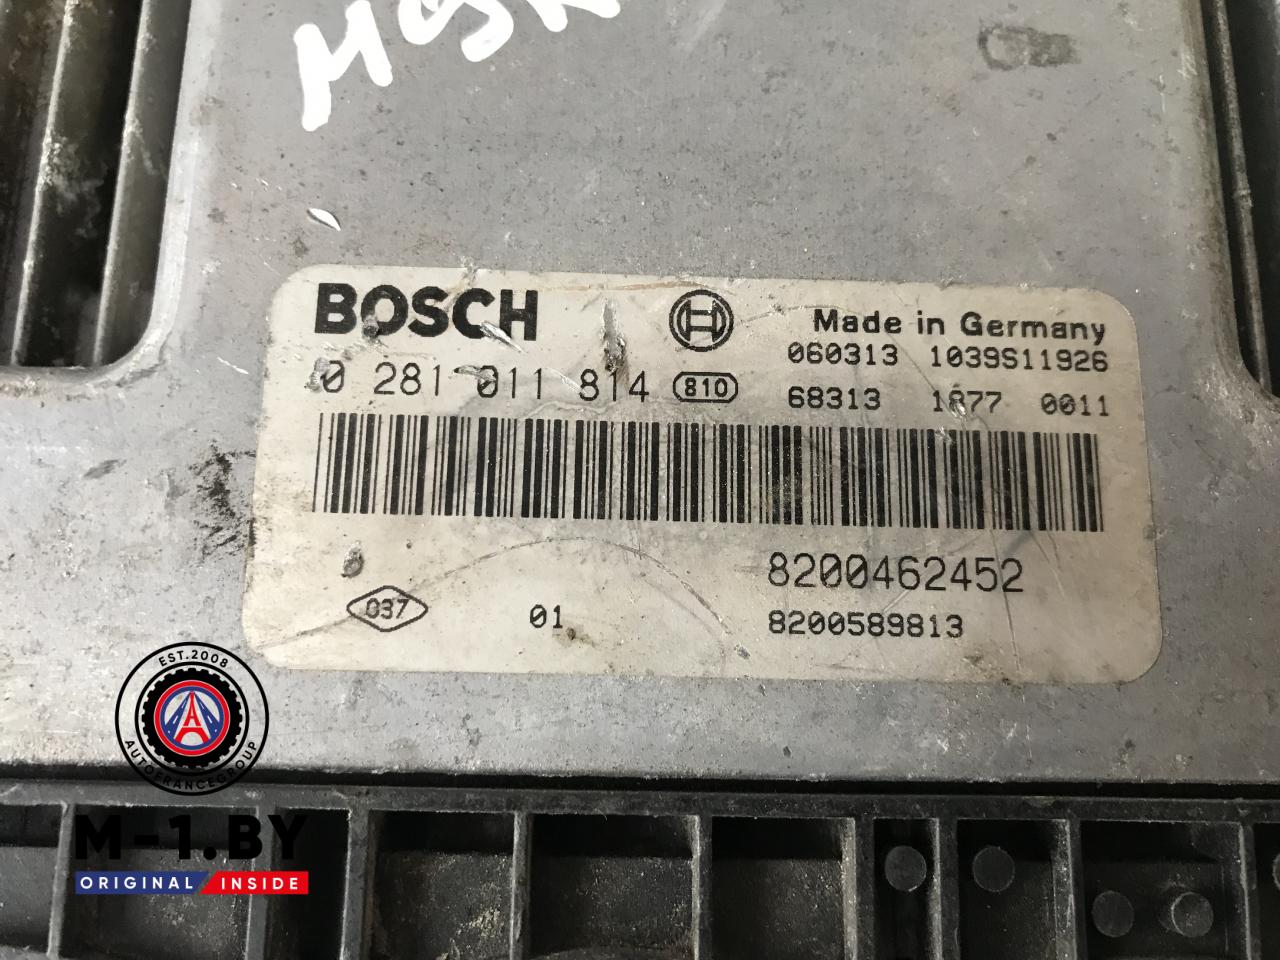 BOSCH
Made in Germany
060313 1039S11926
0 281 011 814 810
68313 1877 0011
8200462452
037 01 8200589813
EST.2008
AUTOFRANCEGROUP
M-1.BY
ORIGINAL INSIDE